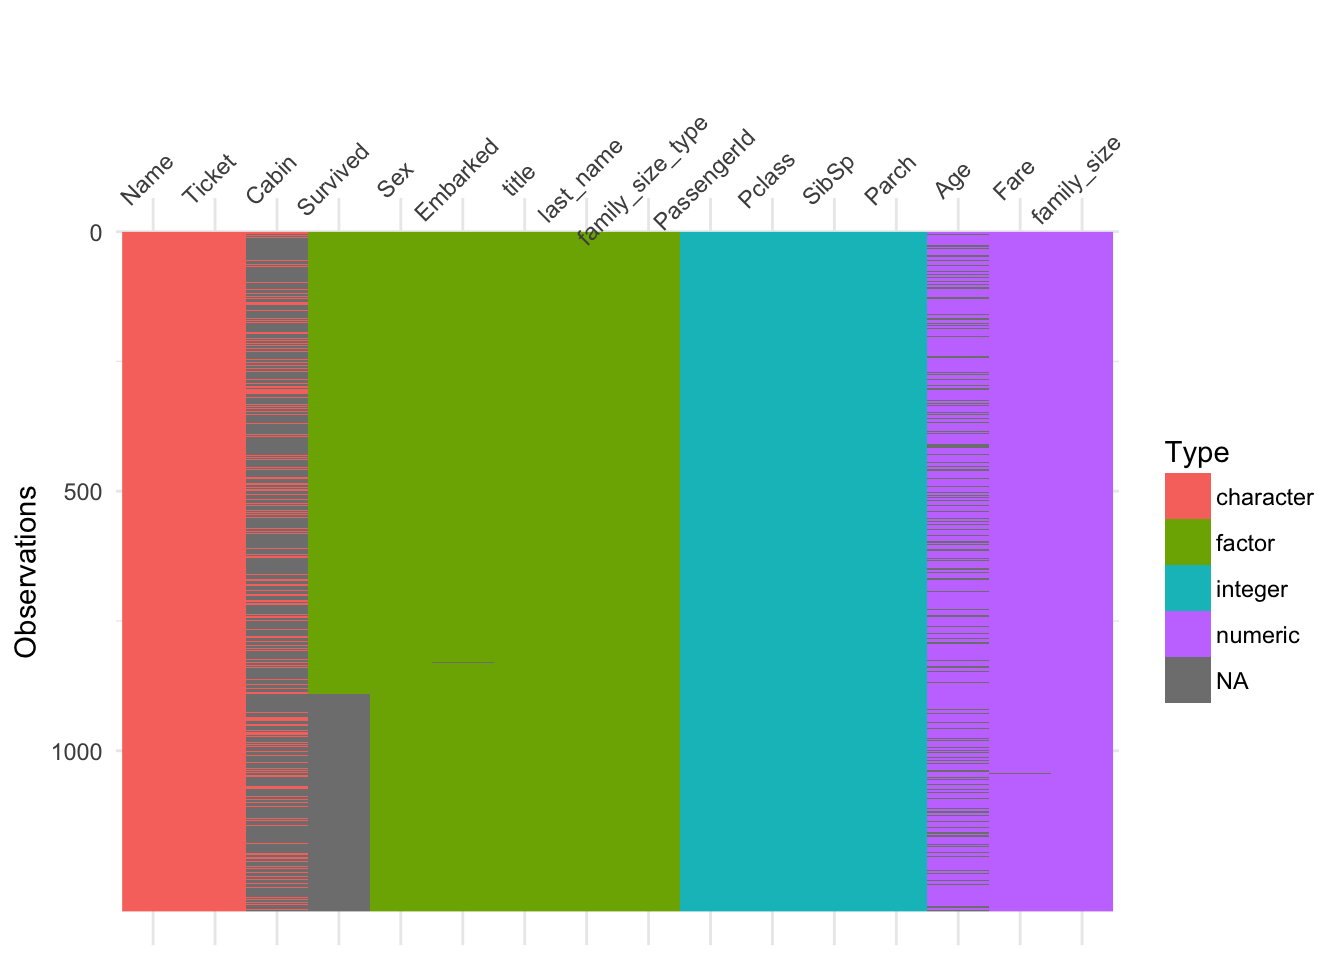 Name
Ticket
Cabin
Survived
Sex
Embarked
title
last_name
family_size_type
PassengerId
Pclass
SibSp
Parch
Age
Fare
family_size
0
500
1000
Observations
Type
character
factor
integer
numeric
NA